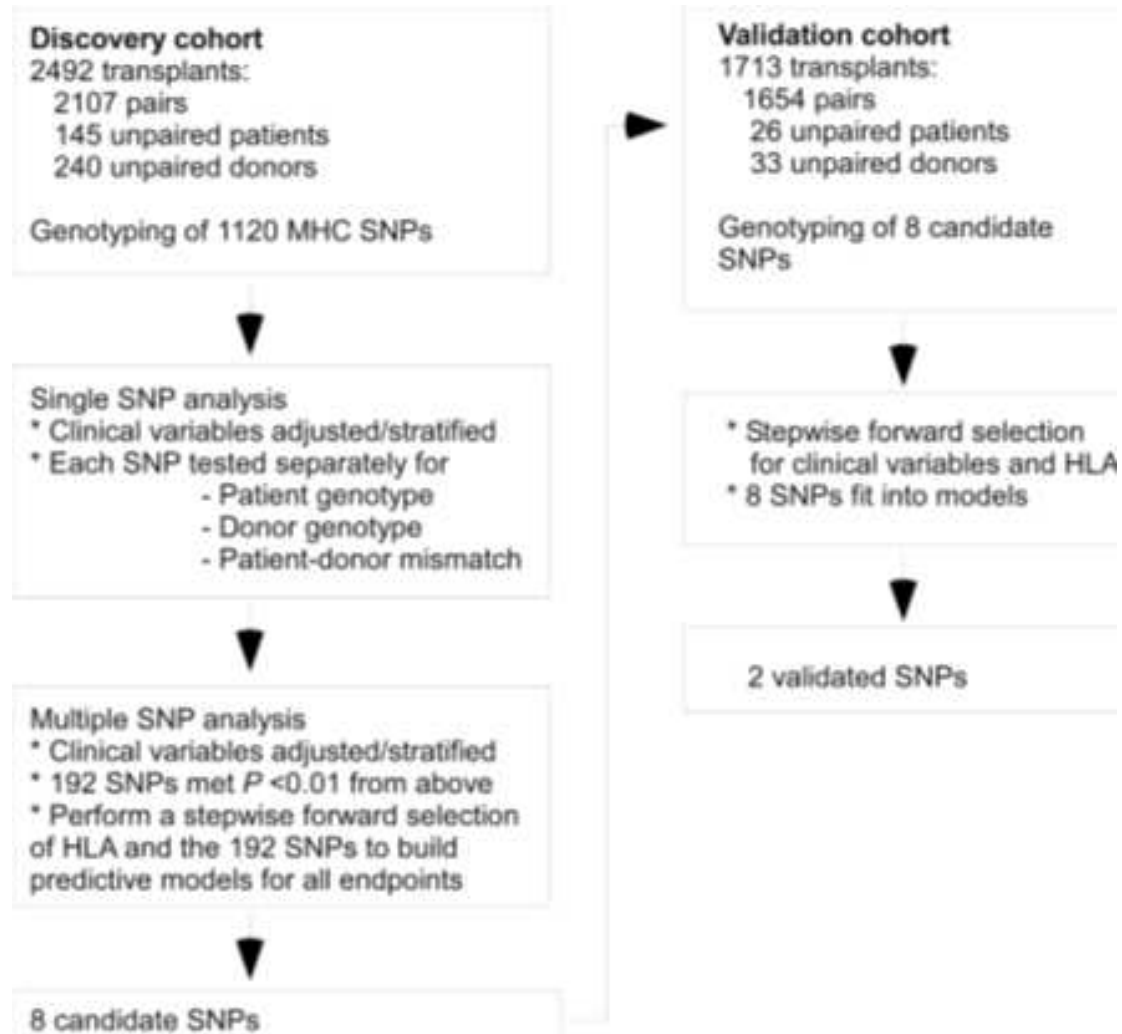 Discovery cohort
2492 transplants:
2107 pairs
145 unpaired patients
240 unpaired donors
Genotyping of 1120 MHC SNPs
Single SNP analysis
* Clinical variables adjusted/stratified
* Each SNP tested separately for
- Patient genotype
- Donor genotype
- Patient-donor mismatch
Multiple SNP analysis
* Clinical variables adjusted/stratified
* 192 SNPs met P <0.01 from above
* Perform a stepwise forward selection
of HLA and the 192 SNPs to build
predictive models for all endpoints
8 candidate SNPs
Validation cohort
1713 transplants:
1654 pairs
26 unpaired patients
33 unpaired donors
Genotyping of 8 candidate
SNPs
* Stepwise forward selection
for clinical variables and HLA
* 8 SNPs fit into models
2 validated SNPs